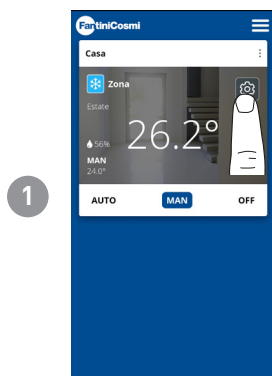 FantiniCosmi
Casa
Zona
Estate
26.2°
56%
MAN
24.0°
1
AUTO MAN OFF